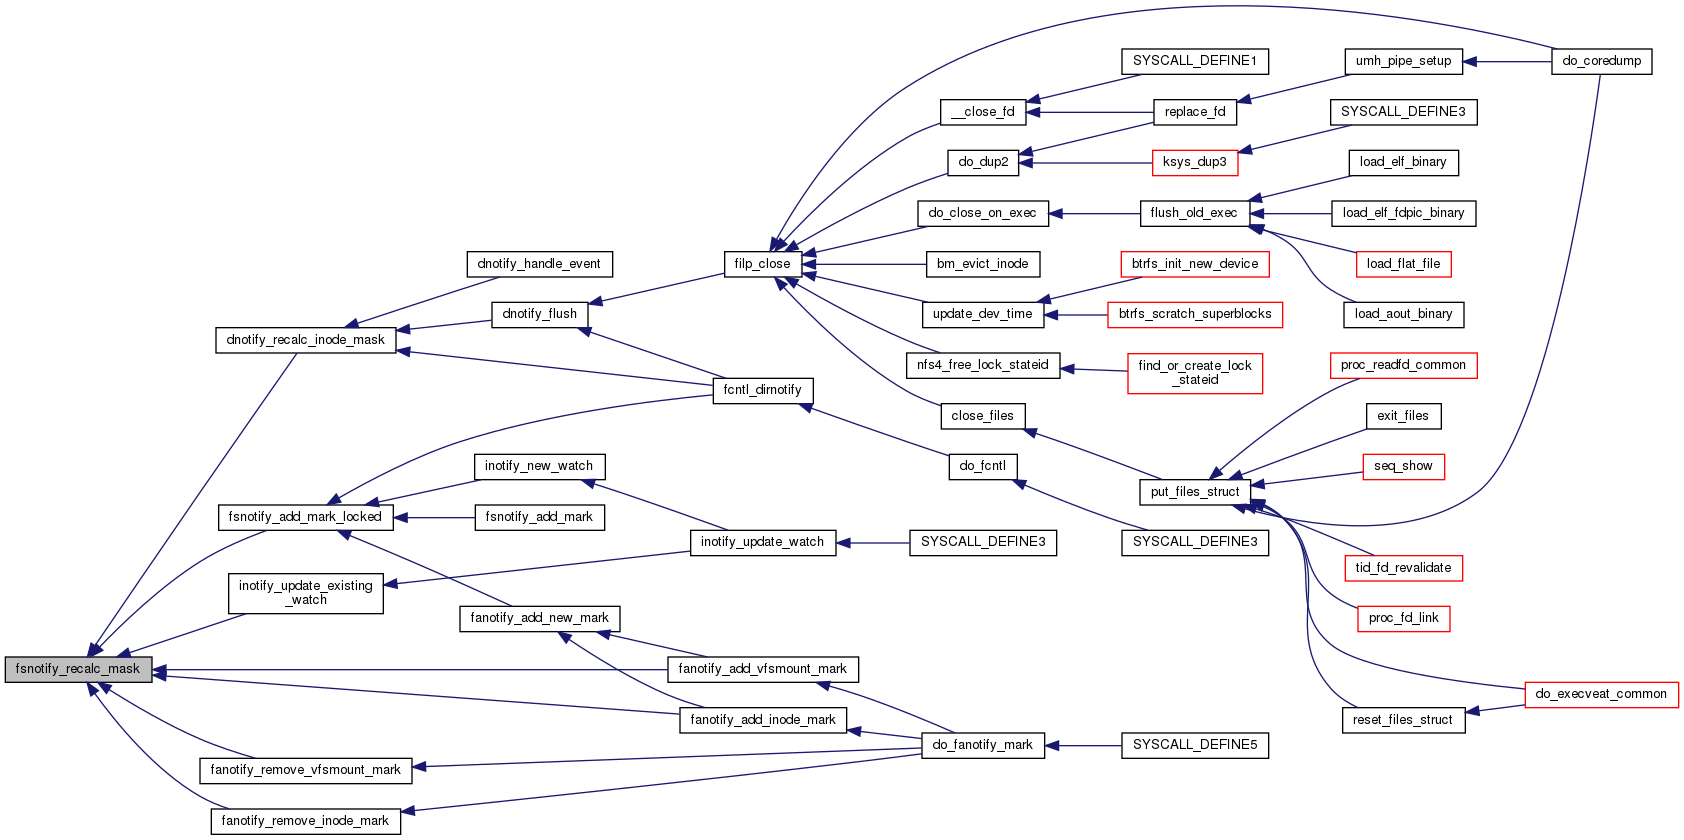 SYSCALL_DEFINE1
umh_pipe_setup
do_coredump
__close_fd
replace_fd
SYSCALL_DEFINE3
do_dup2
ksys_dup3
load_elf_binary
do_close_on_exec
flush_old_exec
load_elf_fdpic_binary
dnotify_handle_event
filp_close
bm_evict_inode
btrfs_init_new_device
load_flat_file
dnotify_flush
update_dev_time
btrfs_scratch_superblocks
load_aout_binary
dnotify_recalc_inode_mask
nfs4_free_lock_stateid
find_or_create_lock
_stateid
proc_readfd_common
fcntl_dirnotify
close_files
exit_files
inotify_new_watch
do_fcntl
seq_show
put_files_struct
fsnotify_add_mark_locked
fsnotify_add_mark
inotify_update_watch
SYSCALL_DEFINE3
SYSCALL_DEFINE3
tid_fd_revalidate
inotify_update_existing
_watch
fanotify_add_new_mark
proc_fd_link
fsnotify_recalc_mask
fanotify_add_vfsmount_mark
do_execveat_common
fanotify_add_inode_mark
reset_files_struct
do_fanotify_mark
SYSCALL_DEFINE5
fanotify_remove_vfsmount_mark
fanotify_remove_inode_mark